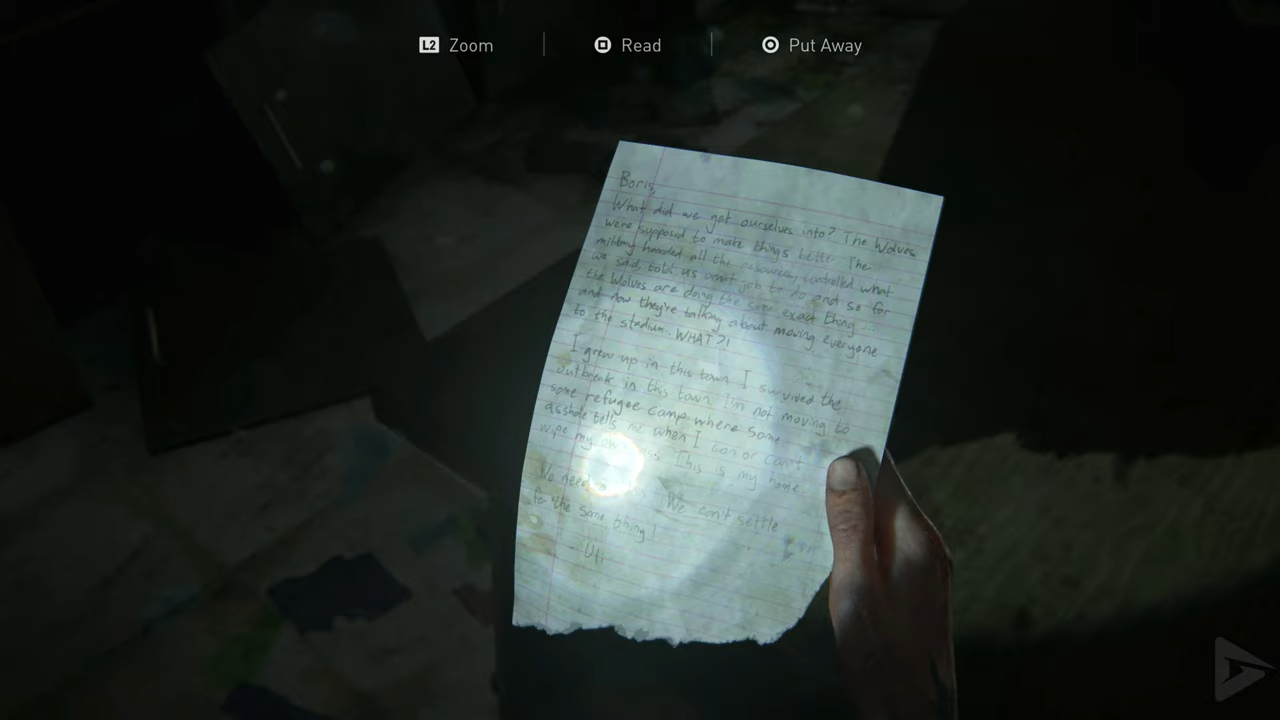 L2 Zoom
Read
Put Away
Boris,
What did we get ourselves into? The Wolves
were supposed to make things better. The
military hoarded all the resources, controlled what
we said, told us what job to do and so far
the Wolves are doing the same exact thing
and now they're talking about moving everyone
to the stadium. WHAT?!
I grew up in this town I survived the
outbreak in this town. I'm not moving to
some refugee camp where some
asshole tells me when I can or can't
wipe my own ass. This is my home
We need We can't settle
for the same thing!
- Uti